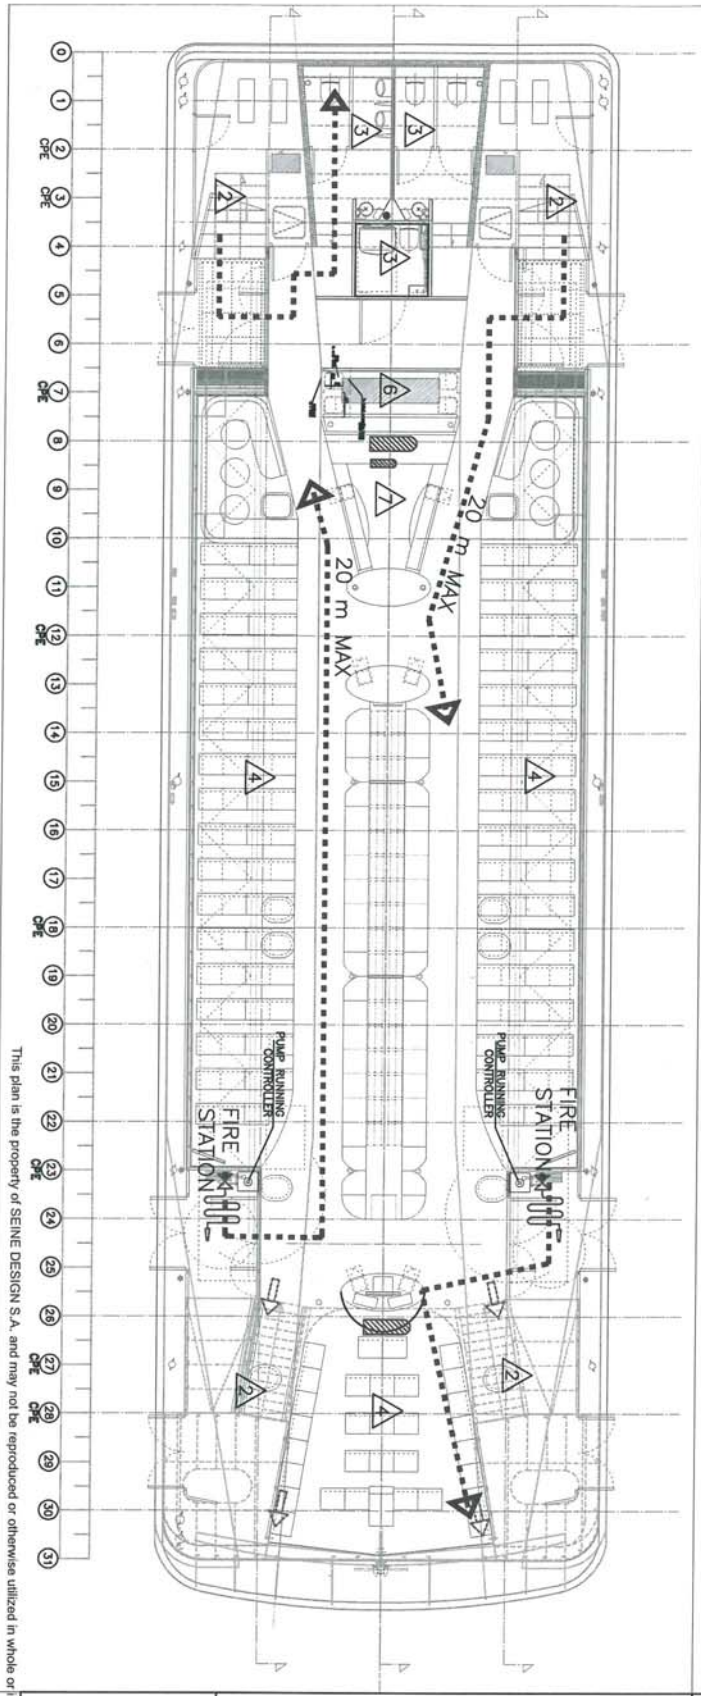 0
1
2
3
4
5
6
7
8
9
10
11
12
13
14
15
16
17
18
19
20
21
22
23
24
25
26
27
28
29
30
31
CPE
CPE
CPE
CPE
CPE
CPE
CPE
CPE
3
3
2
2
3
6
7
20 m MAX
20 m MAX
4
4
PUMP RUNNING
CONTROLLER
PUMP RUNNING
CONTROLLER
FIRE
STATION
FIRE
STATION
2
2
4
This plan is the property of SEINE DESIGN S.A. and may not be reproduced or otherwise utilized in whole or